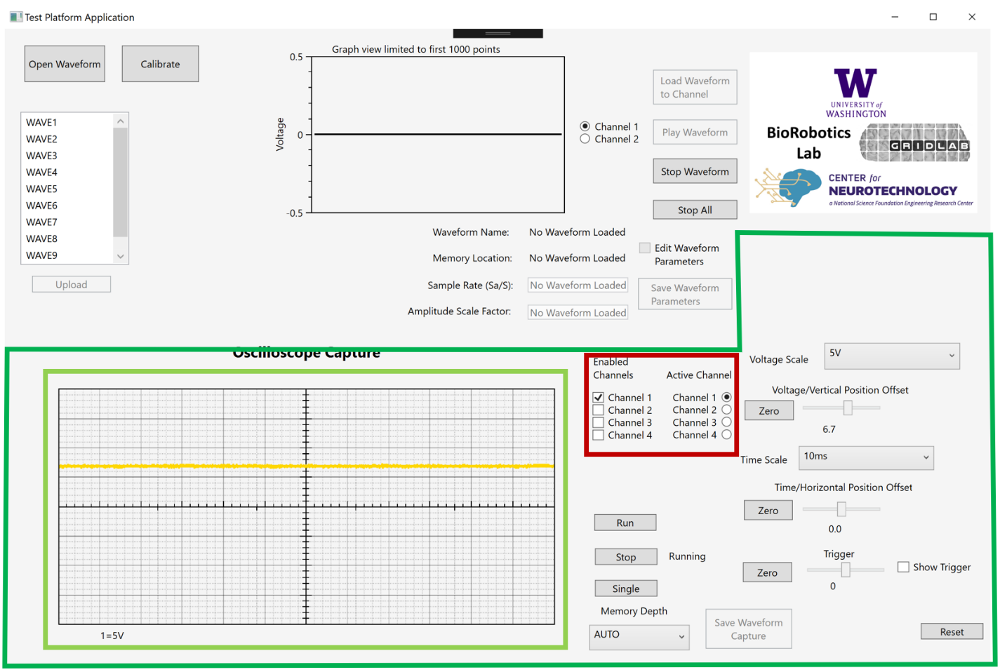 Test Platform Application
Open Waveform
Calibrate
WAVE1
WAVE2
WAVE3
WAVE4
WAVE5
WAVE6
WAVE7
WAVE8
WAVE9
Upload
Graph view limited to first 1000 points
0.5
0
-0.5
Voltage
Channel 1
Channel 2
Load Waveform
to Channel
Play Waveform
Stop Waveform
Stop All
W
UNIVERSITY of
WASHINGTON
BioRobotics
Lab
GRIDLAB
CENTER for
NEUROTECHNOLOGY
a National Science Foundation Engineering Research Center
Waveform Name: No Waveform Loaded
Memory Location: No Waveform Loaded
Sample Rate (Sa/S): No Waveform Loaded
Amplitude Scale Factor: No Waveform Loaded
Edit Waveform
Parameters
Save Waveform
Parameters
Oscilloscope Capture
1=5V
Enabled
Channels
Channel 1
Channel 2
Channel 3
Channel 4
Active Channel
Channel 1
Channel 2
Channel 3
Channel 4
Run
Stop
Running
Single
Memory Depth
AUTO
Save Waveform
Capture
Voltage Scale
5V
Voltage/Vertical Position Offset
Zero
6.7
Time Scale
10ms
Time/Horizontal Position Offset
Zero
0.0
Trigger
Zero
0
Show Trigger
Reset